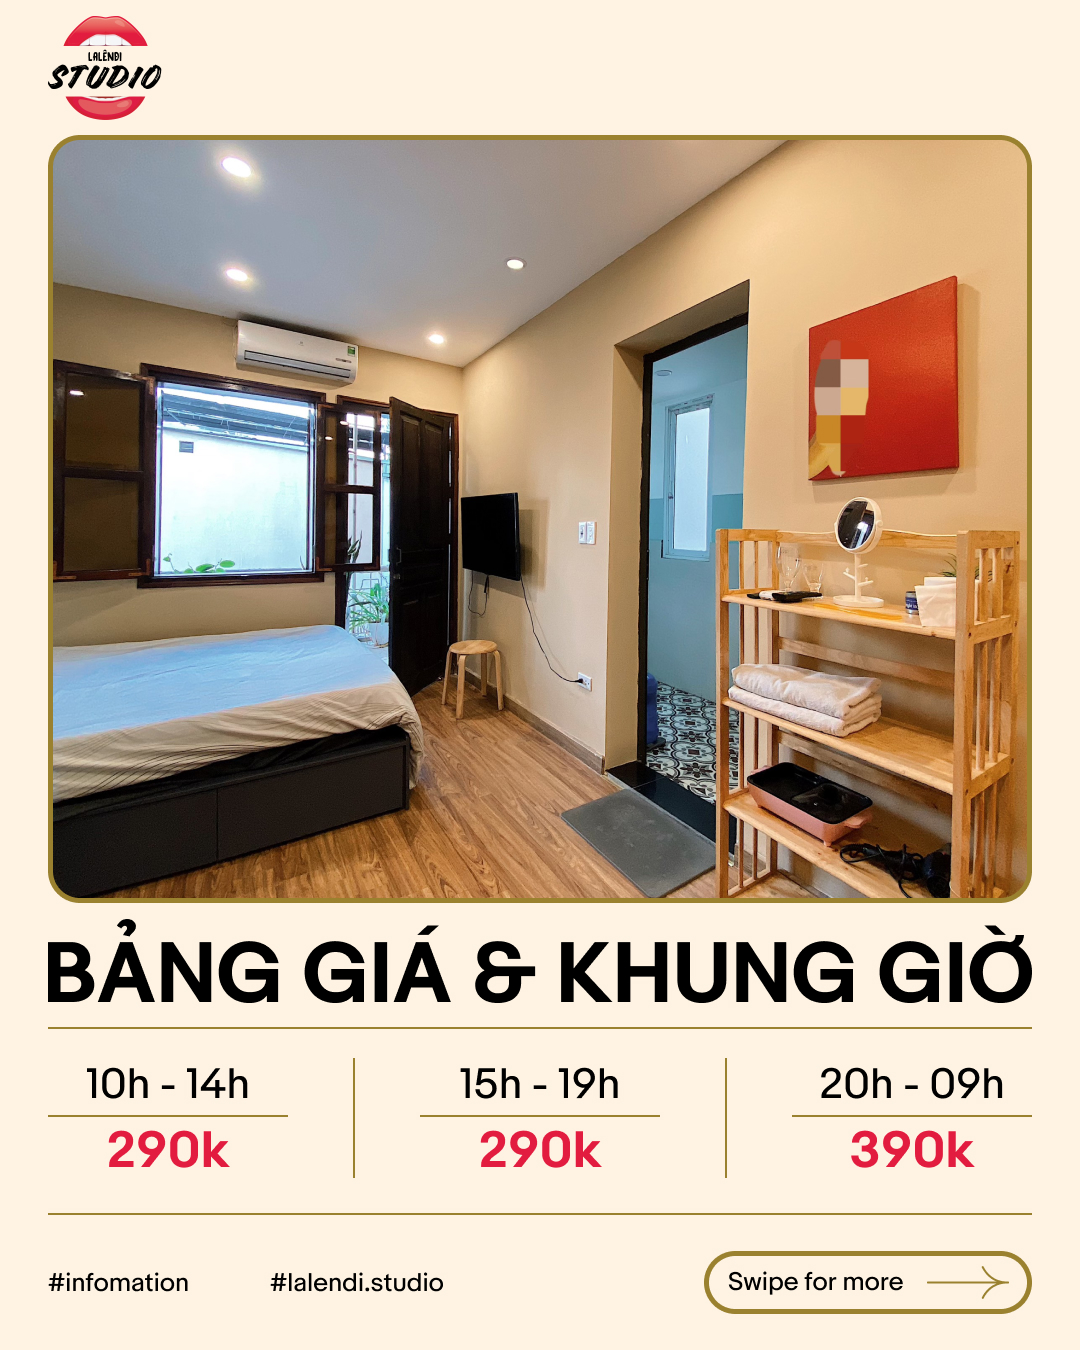 LALÊNĐI
STUDIO
BẢNG GIÁ & KHUNG GIỜ
10h - 14h
15h - 19h
20h - 09h
290k
290k
390k
#infomation
#lalendi.studio
Swipe for more